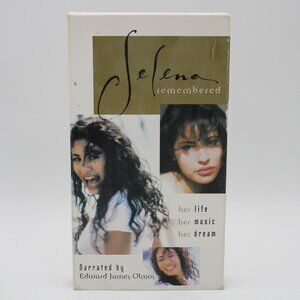 Selena
remembered
her life
her music
her dream
Narrated by
Edward James Olmos